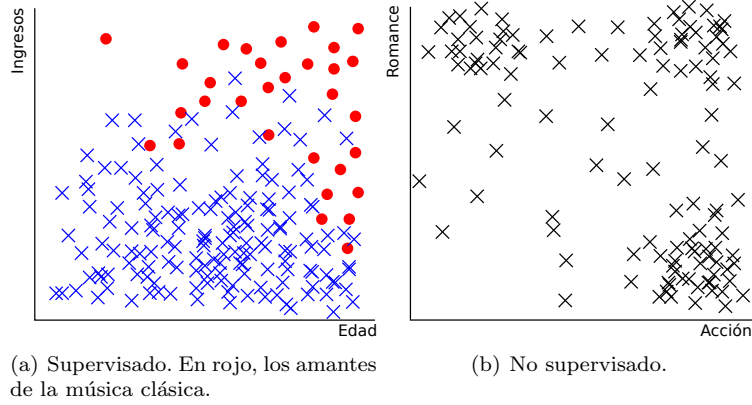 Ingresos
Edad
(a) Supervisado. En rojo, los amantes
de la música clásica.
Romance
Acción
(b) No supervisado.